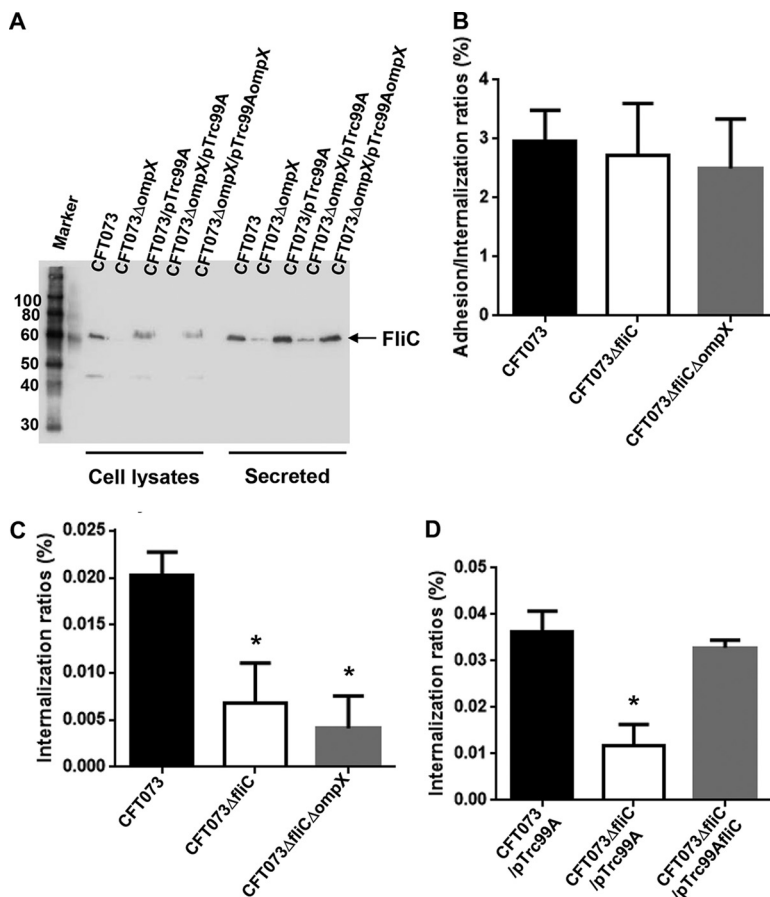 A
Marker
CFT073
CFT073ΔompX
CFT073/pTrc99A
CFT073ΔompX/pTrc99A
CFT073ΔompX/pTrc99AompX
CFT073
CFT073ΔompX
CFT073/pTrc99A
CFT073ΔompX/pTrc99A
CFT073ΔompX/pTrc99AompX
100
80
60
50
40
30
FliC
Cell lysates
Secreted
B
Adhesion/Internalization ratios (%)
4
3
2
1
0
CFT073
CFT073ΔfliC
CFT073ΔfliCΔompX
C
Internalization ratios (%)
0.025
0.020
0.015
0.010
0.005
0.000
*
*
CFT073
CFT073ΔfliC
CFT073ΔfliCΔompX
D
Internalization ratios (%)
0.05
0.04
0.03
0.02
0.01
0.00
*
CFT073
/pTrc99A
CFT073ΔfliC
/pTrc99A
CFT073ΔfliC
/pTrc99AfliC